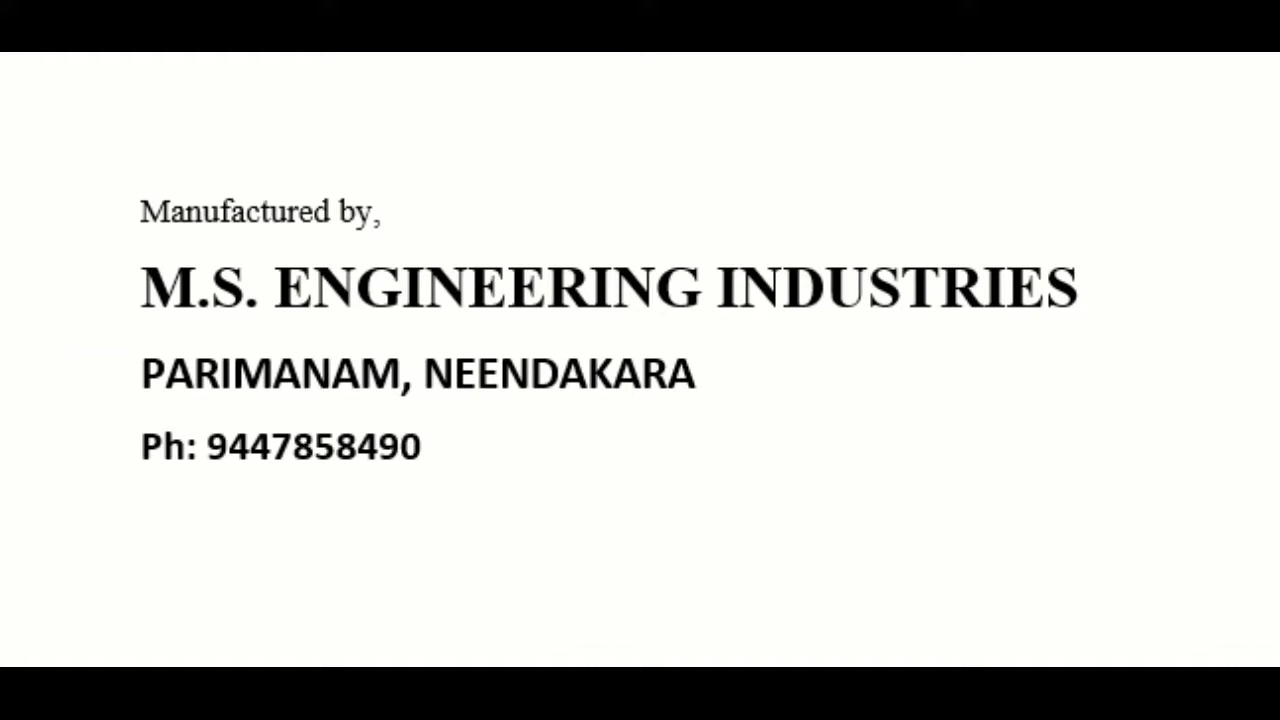 Manufactured by,
M.S. ENGINEERING INDUSTRIES
PARIMANAM, NEENDAKARA
Ph: 9447858490